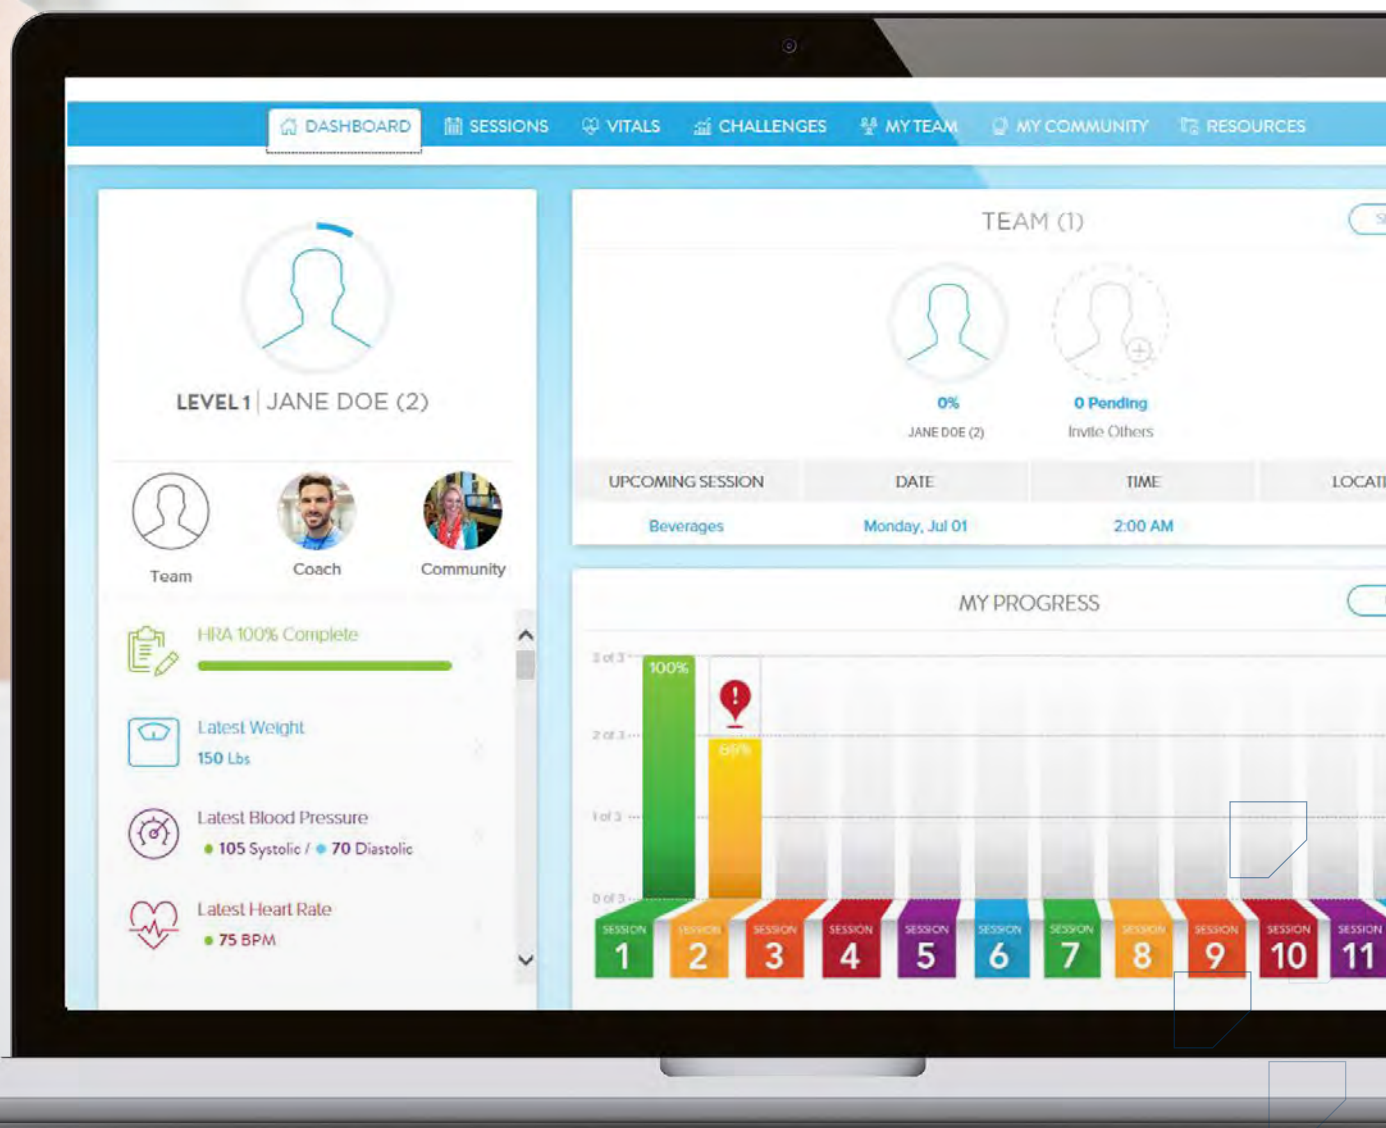 DASHBOARD SESSIONS VITALS CHALLENGES MY TEAM MY COMMUNITY RESOURCES
LEVEL 1 | JANE DOE (2)
Team Coach Community
HRA 100% Complete
Latest Weight
150 Lbs
Latest Blood Pressure
105 Systolic / 70 Diastolic
Latest Heart Rate
75 BPM
TEAM (1)
0% 0 Pending
JANE DOE (2) Invite Others
UPCOMING SESSION DATE TIME
Beverages Monday, Jul 01 2:00 AM
MY PROGRESS
3 of 3
100%
!
2 of 3
1 of 3
0 of 3
SESSION SESSION SESSION SESSION SESSION SESSION SESSION SESSION SESSION SESSION SESSION
1 2 3 4 5 6 7 8 9 10 11